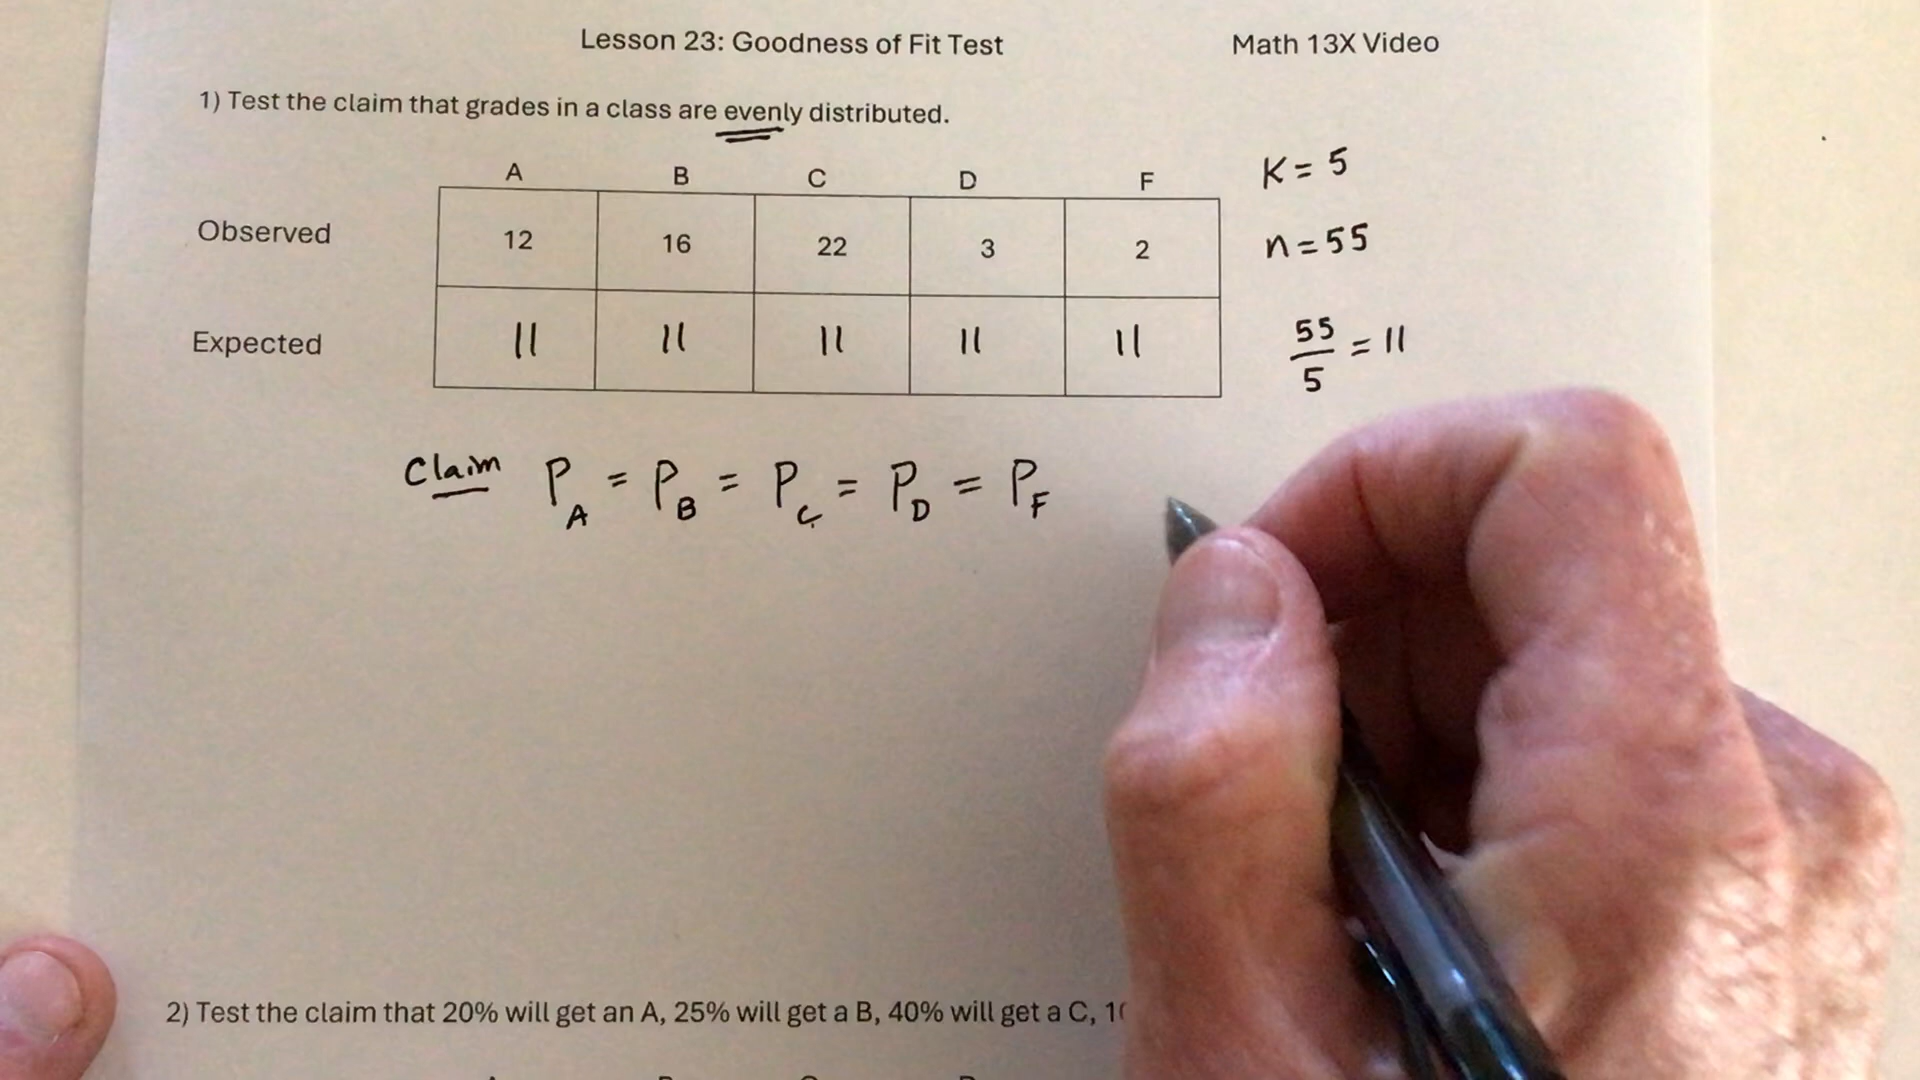 Lesson 23: Goodness of Fit Test Math 13X Video
1) Test the claim that grades in a class are evenly distributed.
A B C D F K = 5
Observed 12 16 22 3 2 n = 55
Expected 11 11 11 11 11 55/5 = 11
Claim P_A = P_B = P_C = P_D = P_F
2) Test the claim that 20% will get an A, 25% will get a B, 40% will get a C,